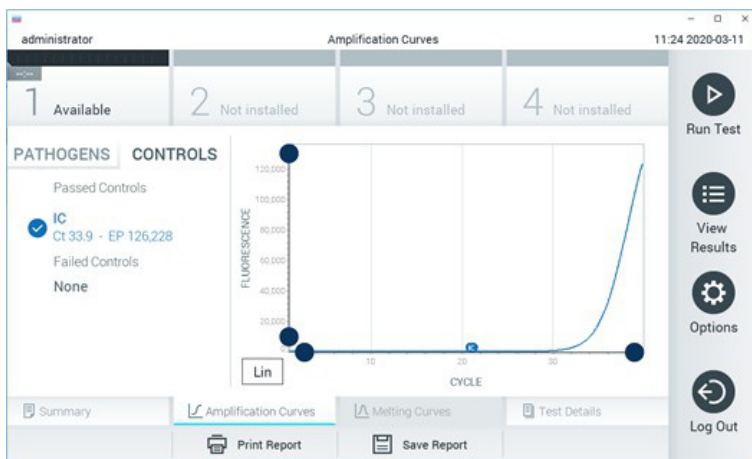 administrator
Amplification Curves
11:24 2020-03-11
--:--
1 Available
2 Not installed
3 Not installed
4 Not installed
Run Test
PATHOGENS CONTROLS
Passed Controls
IC
Ct 33.9 - EP 126,228
Failed Controls
None
FLUORESCENCE
120,000
100,000
80,000
60,000
40,000
20,000
0
IC
10
20
30
CYCLE
Lin
View
Results
Options
Log Out
Summary
Amplification Curves
Melting Curves
Test Details
Print Report
Save Report